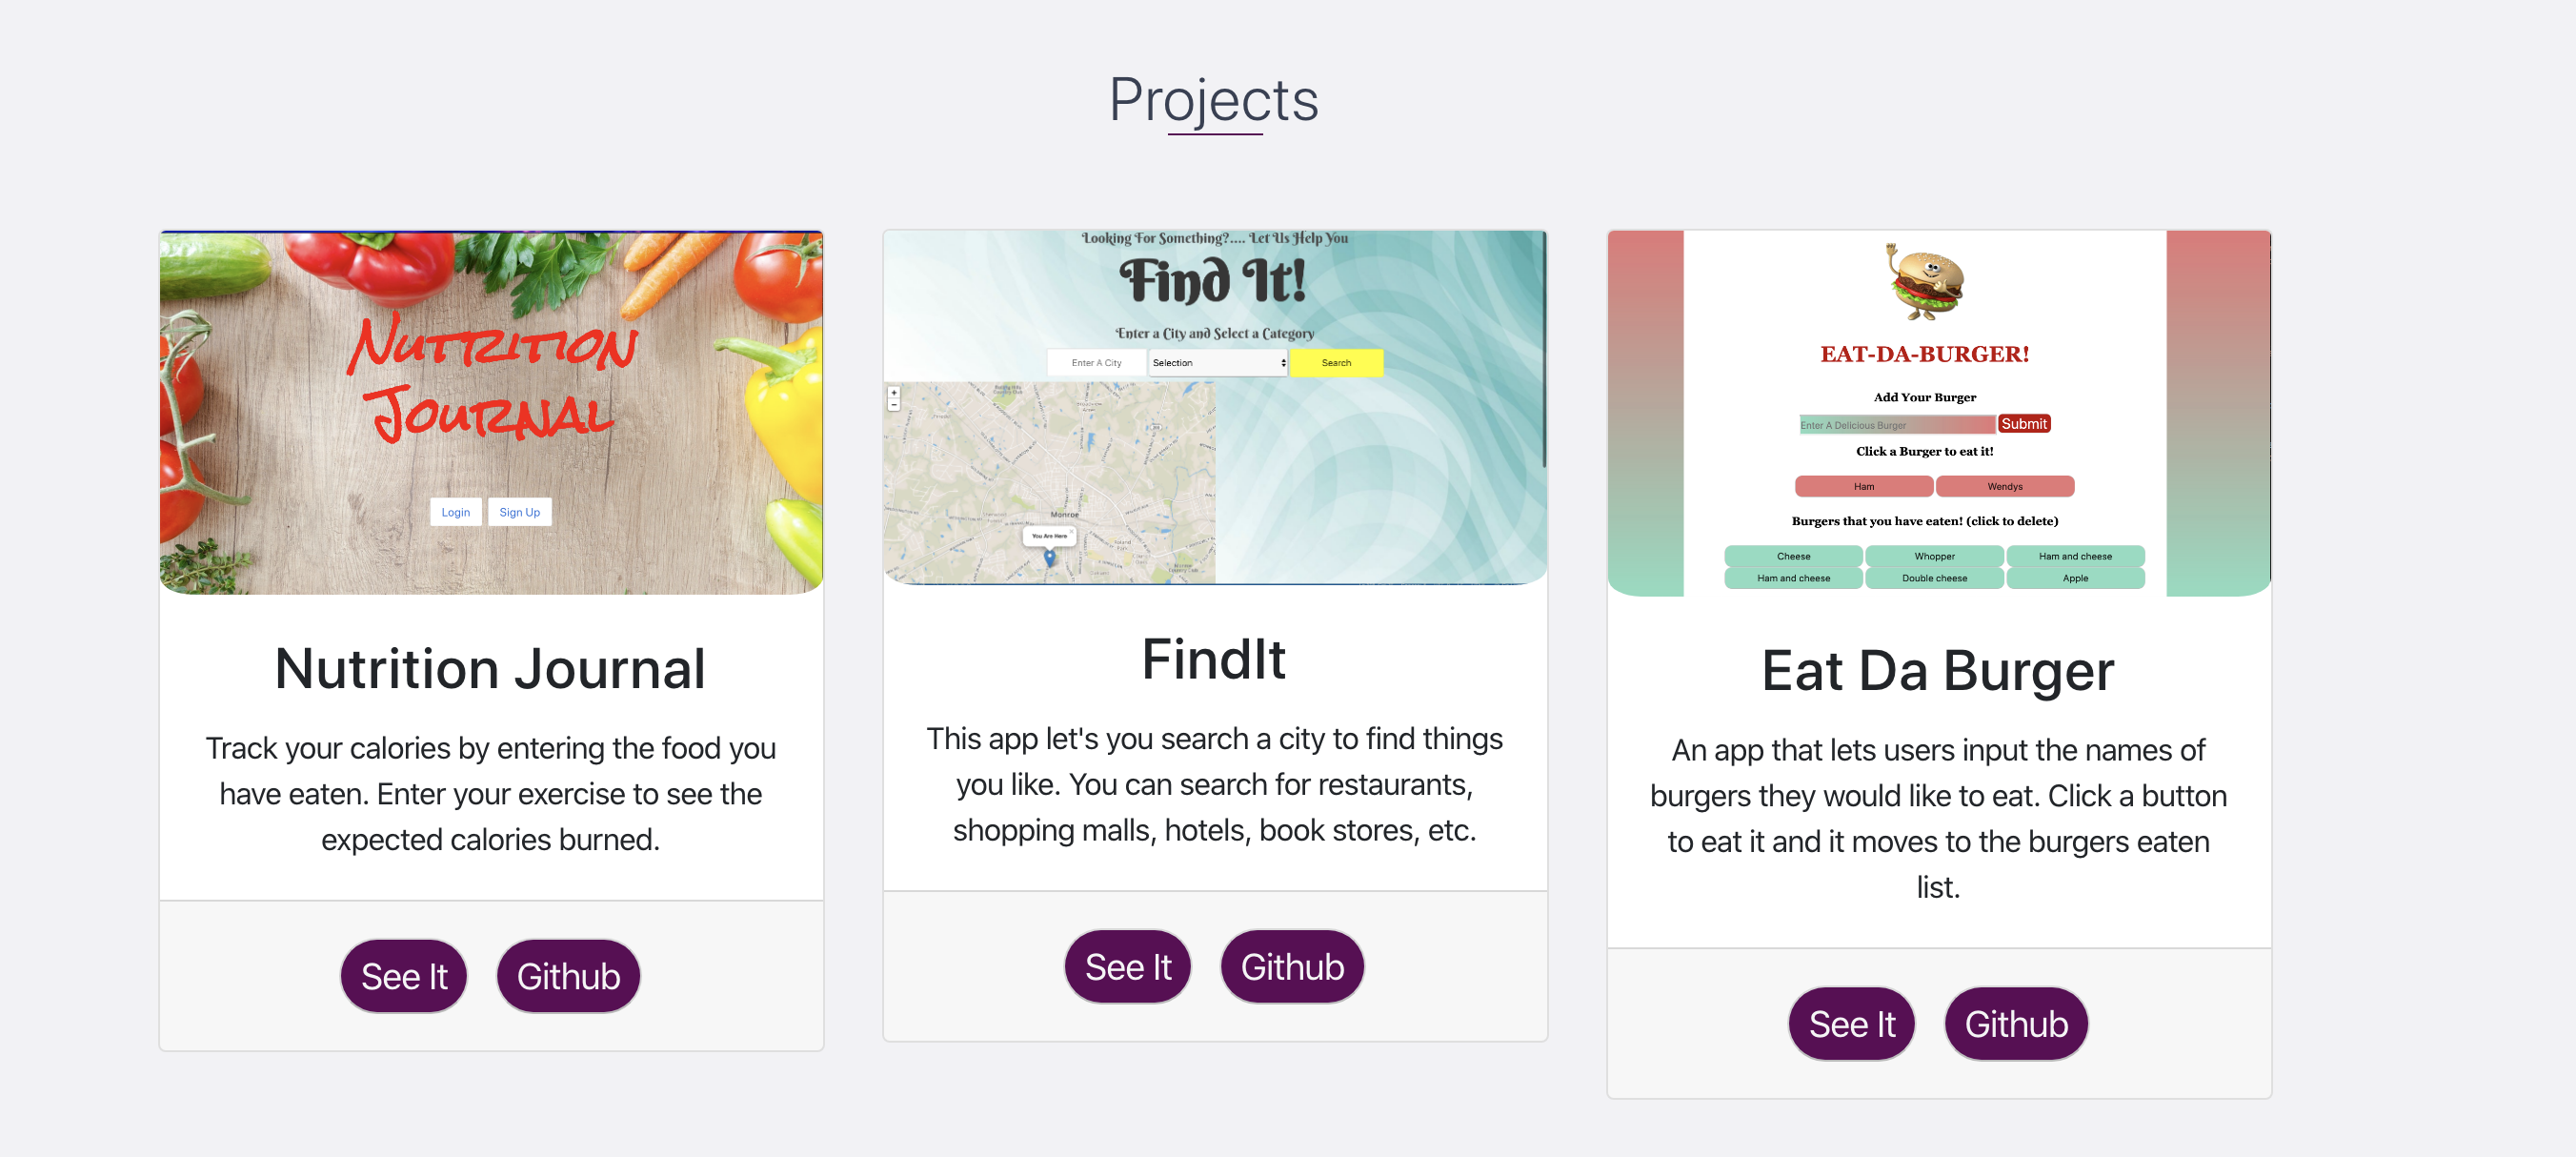 Projects
Nutrition
Journal
Login Sign Up
Nutrition Journal
Track your calories by entering the food you
have eaten. Enter your exercise to see the
expected calories burned.
See It Github
Looking For Something?.... Let Us Help You
Find It!
Enter a City and Select a Category
Enter A City Selection Search
+
-
Monroe
You Are Here
FindIt
This app let's you search a city to find things
you like. You can search for restaurants,
shopping malls, hotels, book stores, etc.
See It Github
EAT-DA-BURGER!
Add Your Burger
Enter A Delicious Burger Submit
Click a Burger to eat it!
Ham Wendys
Burgers that you have eaten! (click to delete)
Cheese Whopper Ham and cheese
Ham and cheese Double cheese Apple
Eat Da Burger
An app that lets users input the names of
burgers they would like to eat. Click a button
to eat it and it moves to the burgers eaten
list.
See It Github